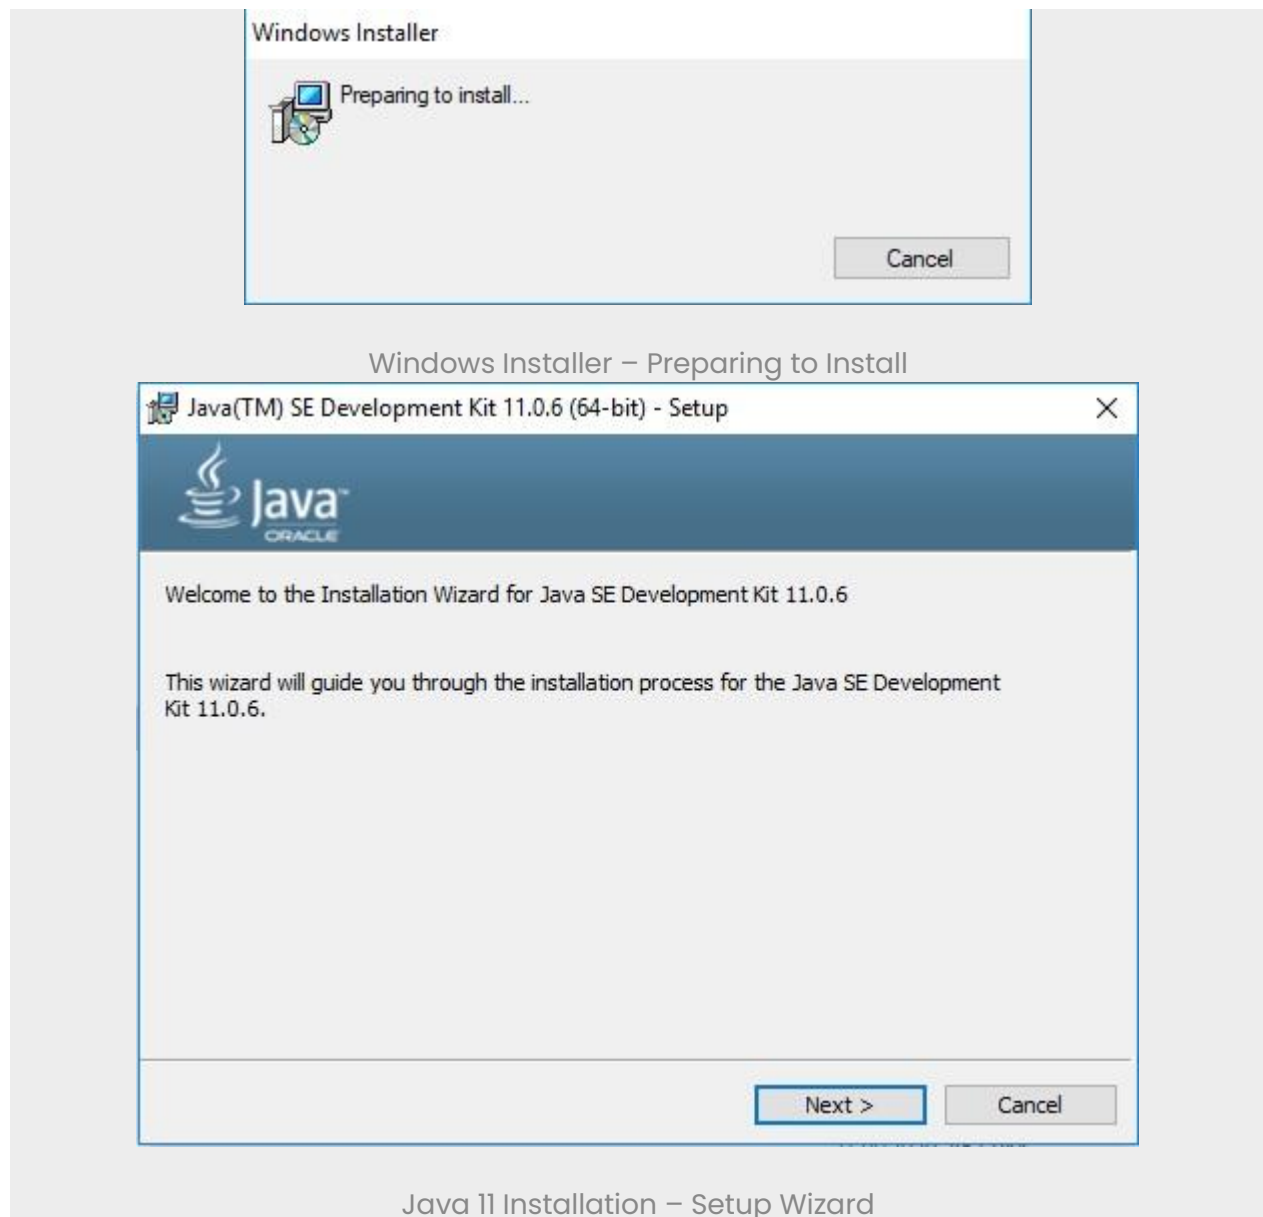 Windows Installer
Preparing to install...
Cancel
Windows Installer – Preparing to Install
Java(TM) SE Development Kit 11.0.6 (64-bit) - Setup
Java™
ORACLE
Welcome to the Installation Wizard for Java SE Development Kit 11.0.6
This wizard will guide you through the installation process for the Java SE Development
Kit 11.0.6.
Next >
Cancel
Java 11 Installation – Setup Wizard